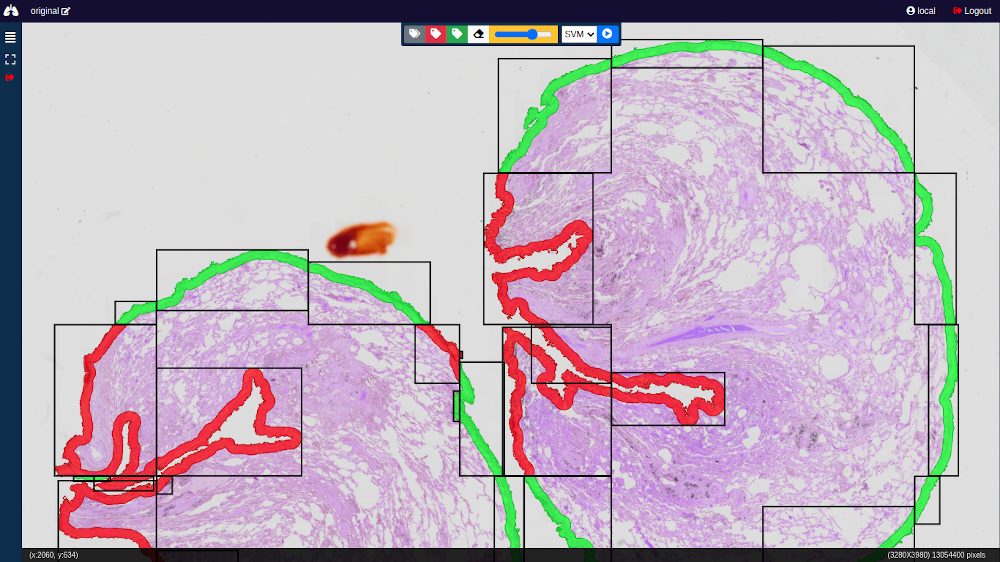 original
local
Logout
SVM
(x:2060, y:634)
(3280X3980) 13054400 pixels